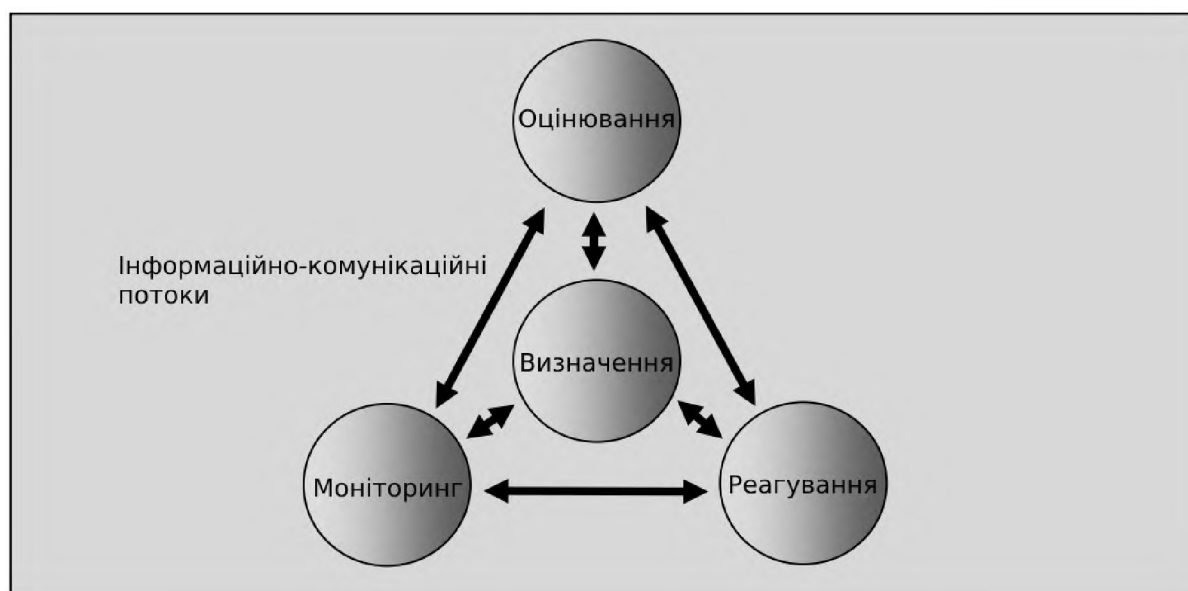 Оцінювання
Інформаційно-комунікаційні
потоки
Визначення
Моніторинг
Реагування